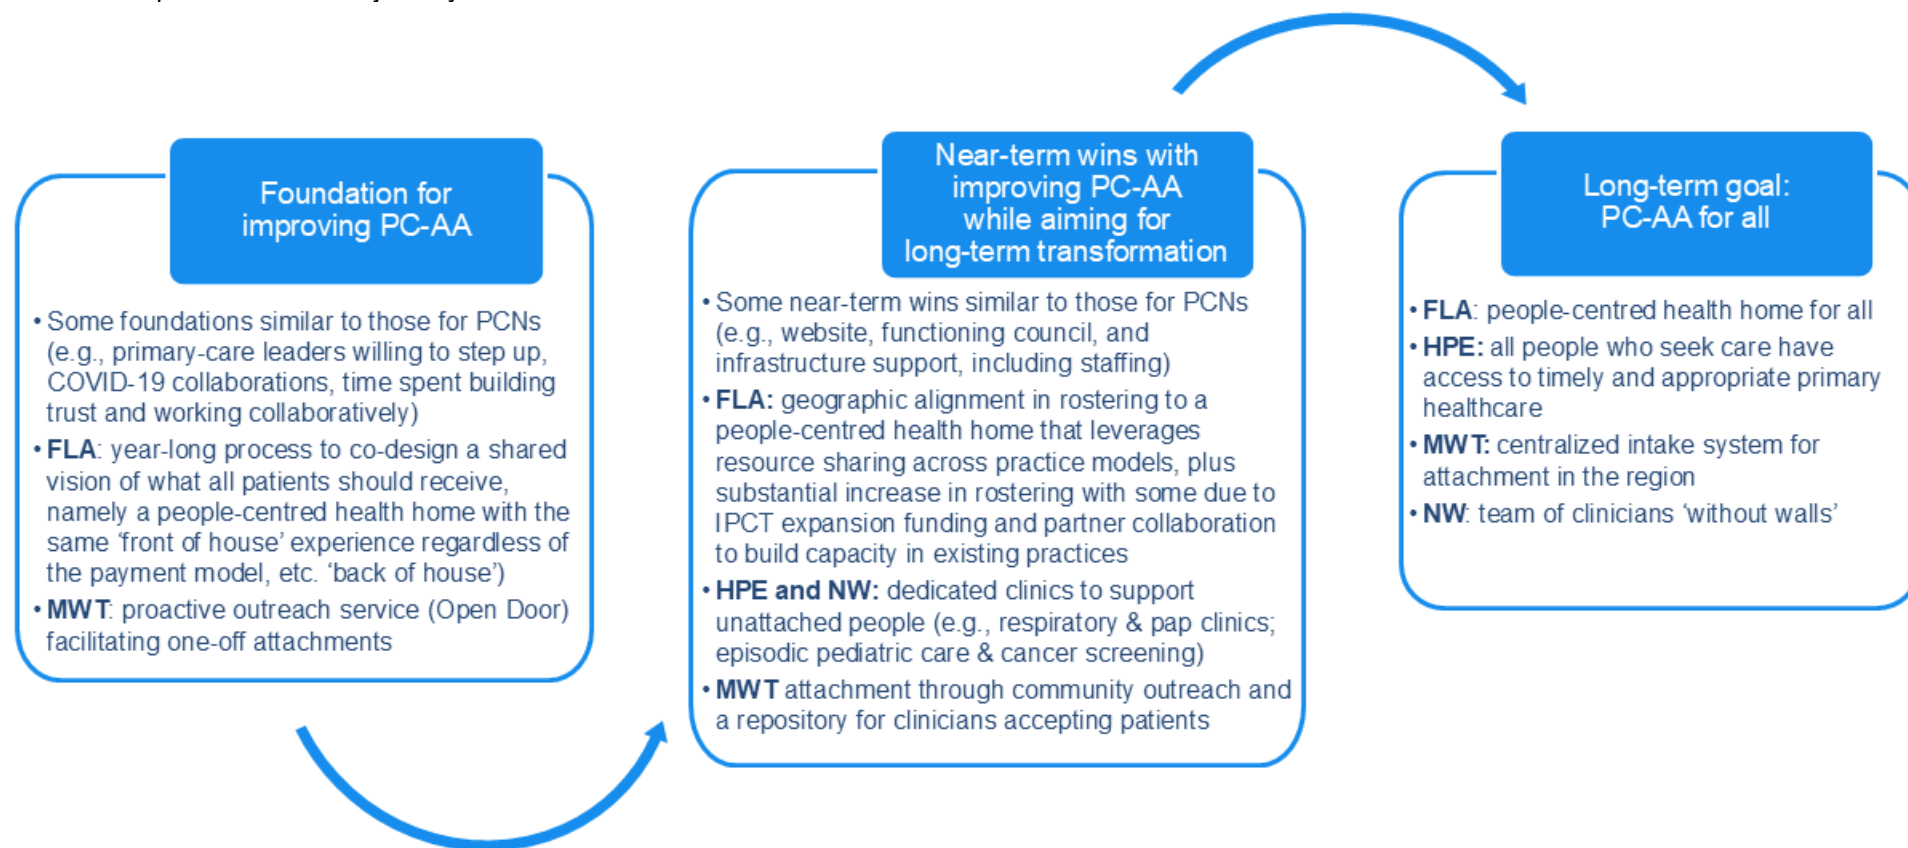 Foundation for
improving PC-AA
• Some foundations similar to those for PCNs
(e.g., primary-care leaders willing to step up,
COVID-19 collaborations, time spent building
trust and working collaboratively)
• FLA: year-long process to co-design a shared
vision of what all patients should receive,
namely a people-centred health home with the
same ‘front of house’ experience regardless of
the payment model, etc. ‘back of house’)
• MWT: proactive outreach service (Open Door)
facilitating one-off attachments
Near-term wins with
improving PC-AA
while aiming for
long-term transformation
• Some near-term wins similar to those for PCNs
(e.g., website, functioning council, and
infrastructure support, including staffing)
• FLA: geographic alignment in rostering to a
people-centred health home that leverages
resource sharing across practice models, plus
substantial increase in rostering with some due to
IPCT expansion funding and partner collaboration
to build capacity in existing practices
• HPE and NW: dedicated clinics to support
unattached people (e.g., respiratory & pap clinics;
episodic pediatric care & cancer screening)
• MWT attachment through community outreach and
a repository for clinicians accepting patients
Long-term goal:
PC-AA for all
• FLA: people-centred health home for all
• HPE: all people who seek care have
access to timely and appropriate primary
healthcare
• MWT: centralized intake system for
attachment in the region
• NW: team of clinicians ‘without walls’